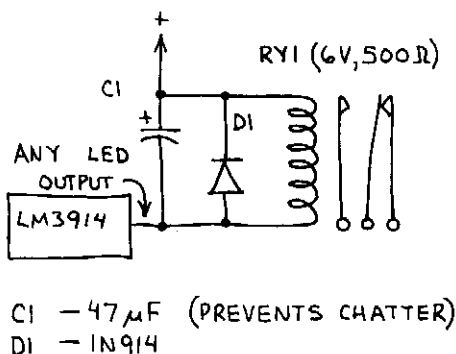 +
RY1 (6V, 500Ω)
C1
+
D1
ANY LED
OUTPUT
LM3914
C1 - 47μF (PREVENTS CHATTER)
D1 - 1N914